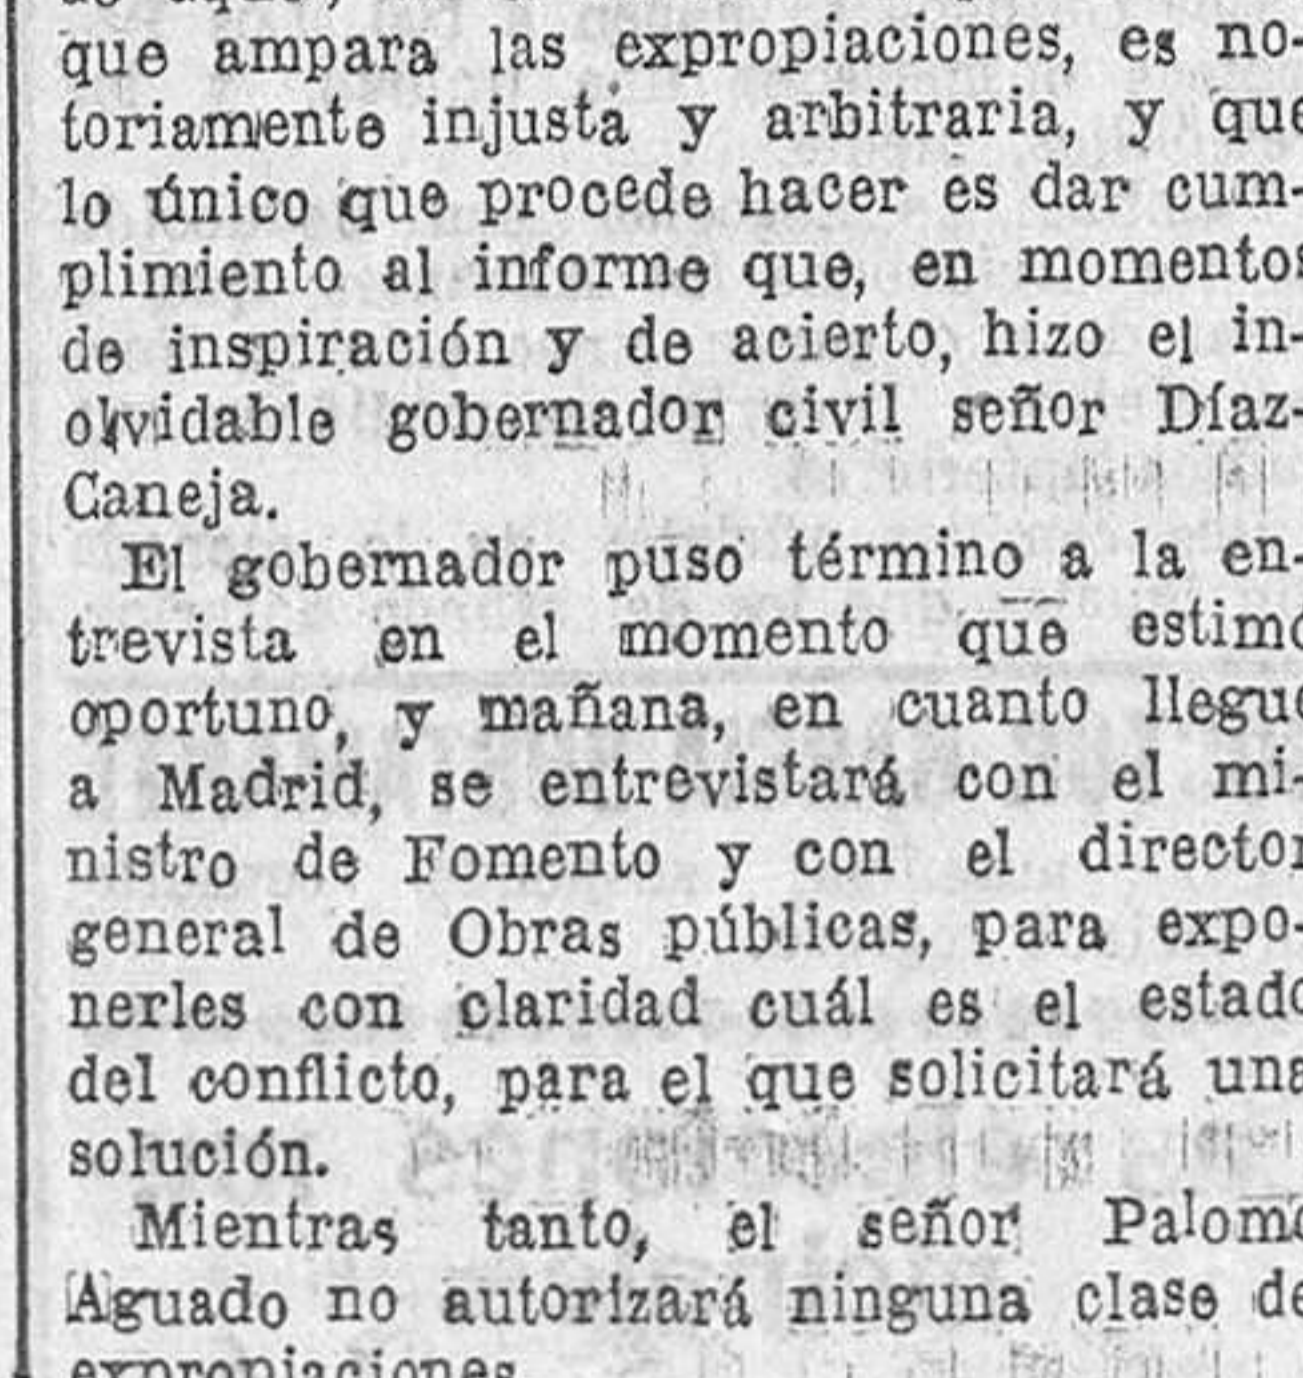 que ampara las expropiaciones, es no-
toriamente injusta y arbitraria, y que
lo único que procede hacer es dar cum-
plimiento al informe que, en momentos
de inspiración y de acierto, hizo el in-
olvidable gobernador civil señor Díaz-
Caneja.
El gobernador puso término a la en-
trevista en el momento que estimó
oportuno, y mañana, en cuanto llegue
a Madrid, se entrevistará con el mi-
nistro de Fomento y con el director
general de Obras públicas, para expo-
nerles con claridad cuál es el estado
del conflicto, para el que solicitará una
solución.
Mientras tanto, el señor Palomo
Aguado no autorizará ninguna clase de
expropiaciones.